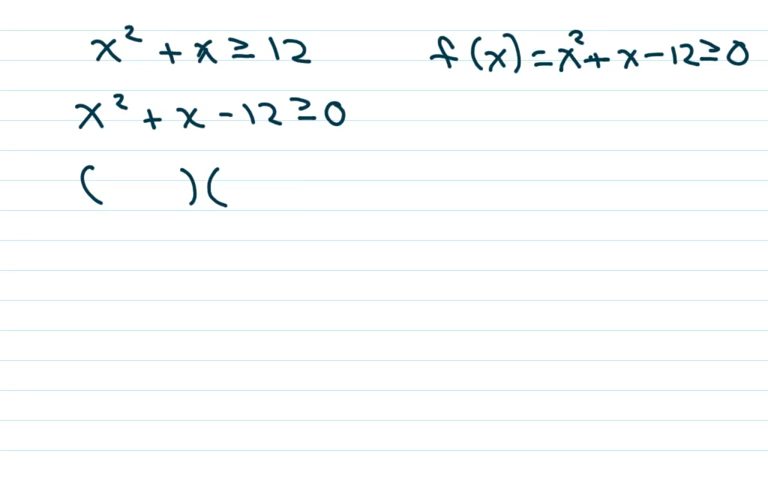 x² + x ≥ 12
f(x) = x² + x - 12 ≥ 0
x² + x - 12 ≥ 0
(     )(